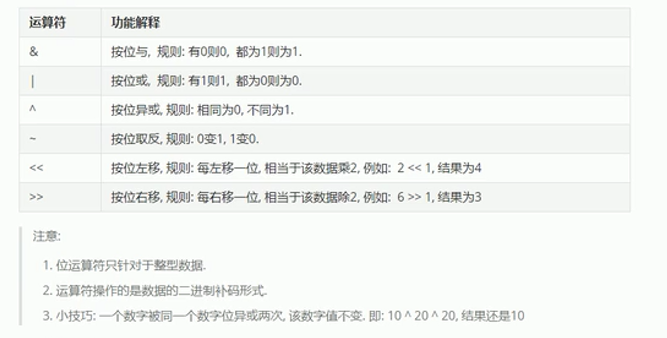 运算符 功能解释
& 按位与, 规则: 有0则0, 都为1则为1.
| 按位或, 规则: 有1则1, 都为0则为0.
^ 按位异或, 规则: 相同为0, 不同为1.
~ 按位取反, 规则: 0变1, 1变0.
<< 按位左移, 规则: 每左移一位, 相当于该数据乘2, 例如: 2 << 1, 结果为4
>> 按位右移, 规则: 每右移一位, 相当于该数据除2, 例如: 6 >> 1, 结果为3
注意:
1. 位运算符只针对于整型数据.
2. 运算符操作的是数据的二进制补码形式.
3. 小技巧: 一个数字被同一个数字位异或两次, 该数字值不变. 即: 10 ^ 20 ^ 20, 结果还是10